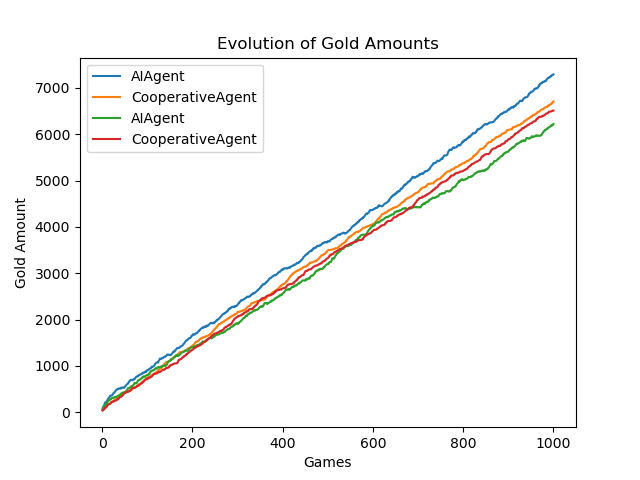 Evolution of Gold Amounts
AIAgent
CooperativeAgent
AIAgent
CooperativeAgent
Gold Amount
7000
6000
5000
4000
3000
2000
1000
0
0 200 400 600 800 1000
Games